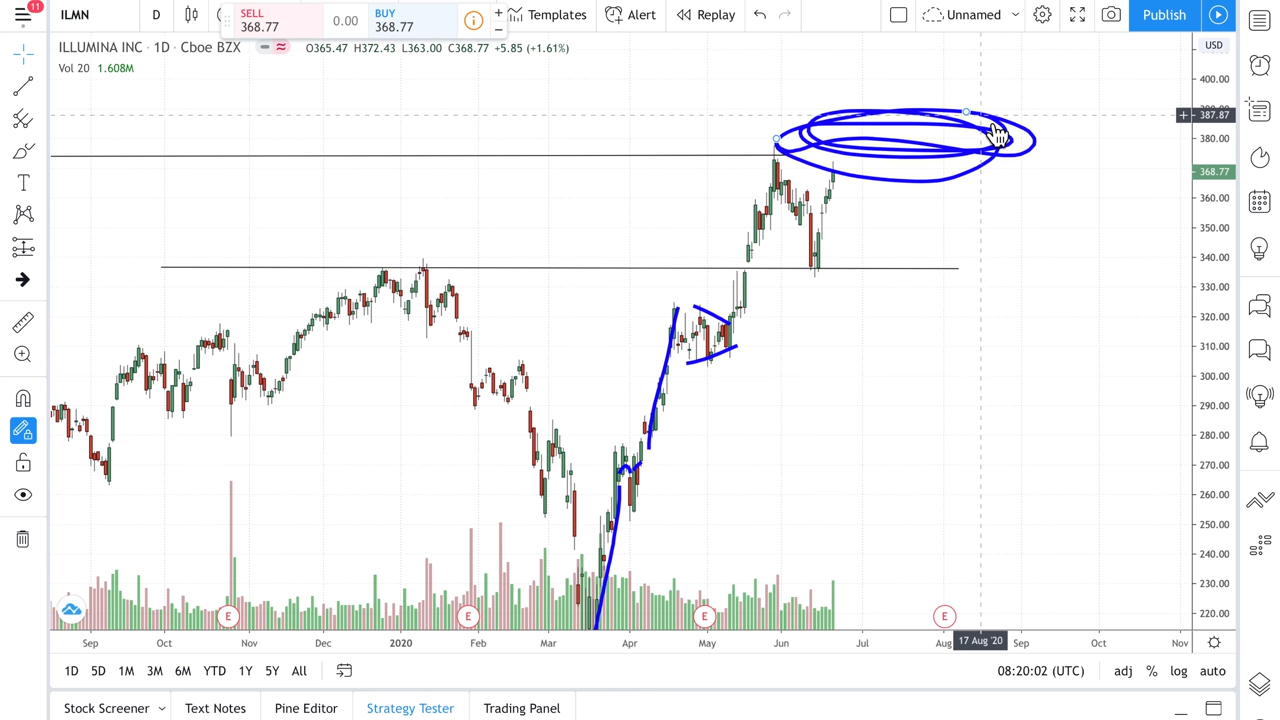 11
ILMN
D
SELL
368.77
0.00
BUY
368.77
Templates
Alert
Replay
Unnamed
Publish
ILLUMINA INC · 1D · Cboe BZX
O365.47 H372.43 L363.00 C368.77 +5.85 (+1.61%)
Vol 20 1.608M
USD
400.00
387.87
380.00
368.77
360.00
350.00
340.00
330.00
320.00
310.00
300.00
290.00
280.00
270.00
260.00
250.00
240.00
230.00
220.00
E E E E
Sep Oct Nov Dec 2020 Feb Mar Apr May Jun Jul Aug 17 Aug '20 Sep Oct Nov
1D 5D 1M 3M 6M YTD 1Y 5Y All
08:20:02 (UTC) adj % log auto
Stock Screener Text Notes Pine Editor Strategy Tester Trading Panel